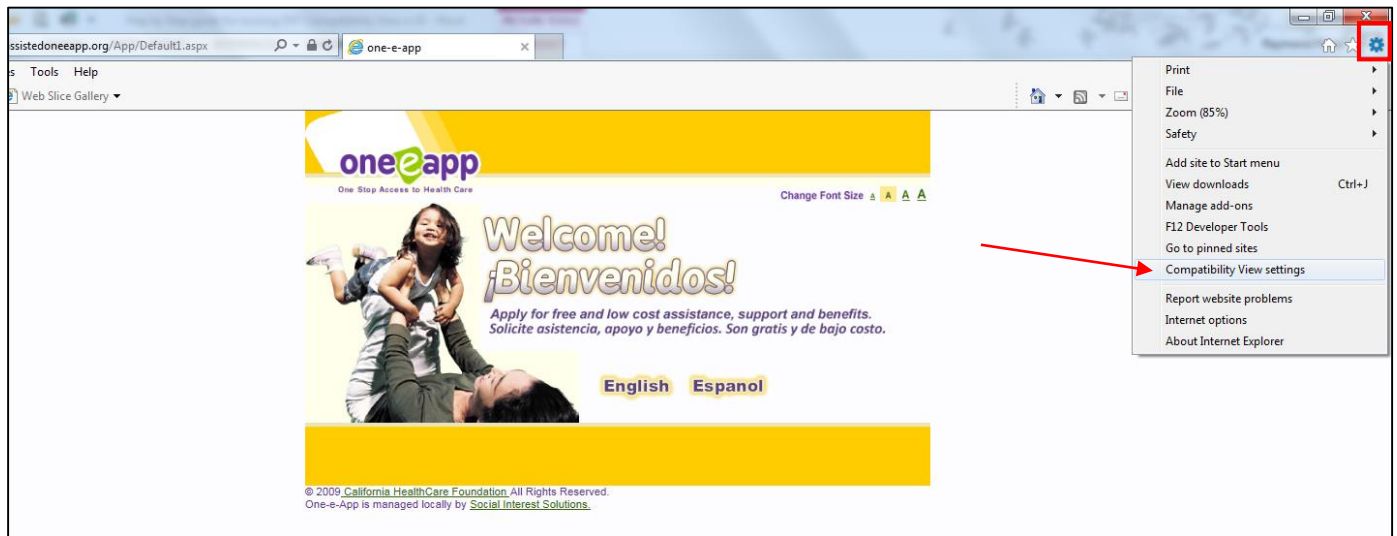 ssistedoneeapp.org/App/Default1.aspx
one-e-app
s Tools Help
Web Slice Gallery
Print
File
Zoom (85%)
Safety
Add site to Start menu
View downloads Ctrl+J
Manage add-ons
F12 Developer Tools
Go to pinned sites
Compatibility View settings
Report website problems
Internet options
About Internet Explorer
oneeapp
One Stop Access to Health Care
Change Font Size A A A A
Welcome!
¡Bienvenidos!
Apply for free and low cost assistance, support and benefits.
Solicite asistencia, apoyo y beneficios. Son gratis y de bajo costo.
English Espanol
© 2009 California HealthCare Foundation All Rights Reserved.
One-e-App is managed locally by Social Interest Solutions.